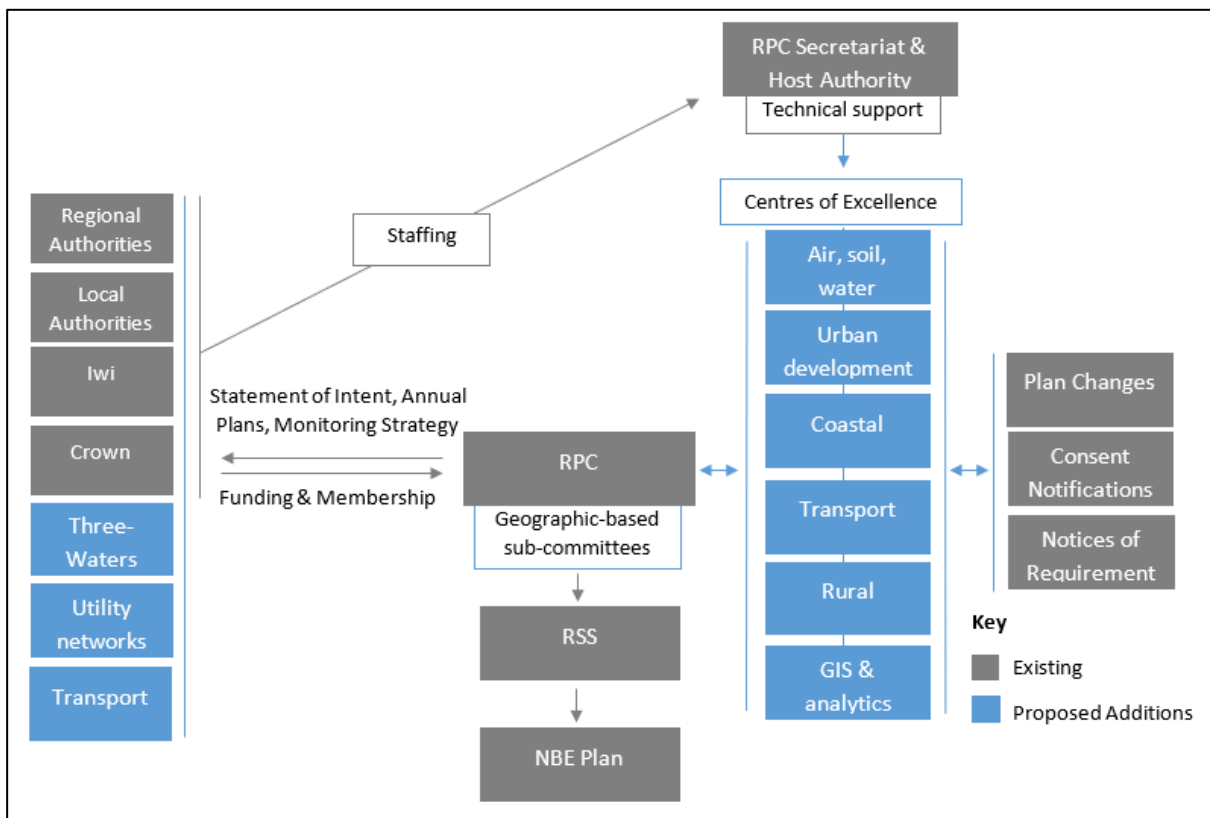 RPC Secretariat &
Host Authority
Technical support
Centres of Excellence
Regional
Authorities
Local
Authorities
Iwi
Crown
Three-
Waters
Utility
networks
Transport
Staffing
Statement of Intent, Annual
Plans, Monitoring Strategy
Funding & Membership
RPC
Geographic-based
sub-committees
RSS
NBE Plan
Air, soil,
water
Urban
development
Coastal
Transport
Rural
GIS &
analytics
Plan Changes
Consent
Notifications
Notices of
Requirement
Key
Existing
Proposed Additions